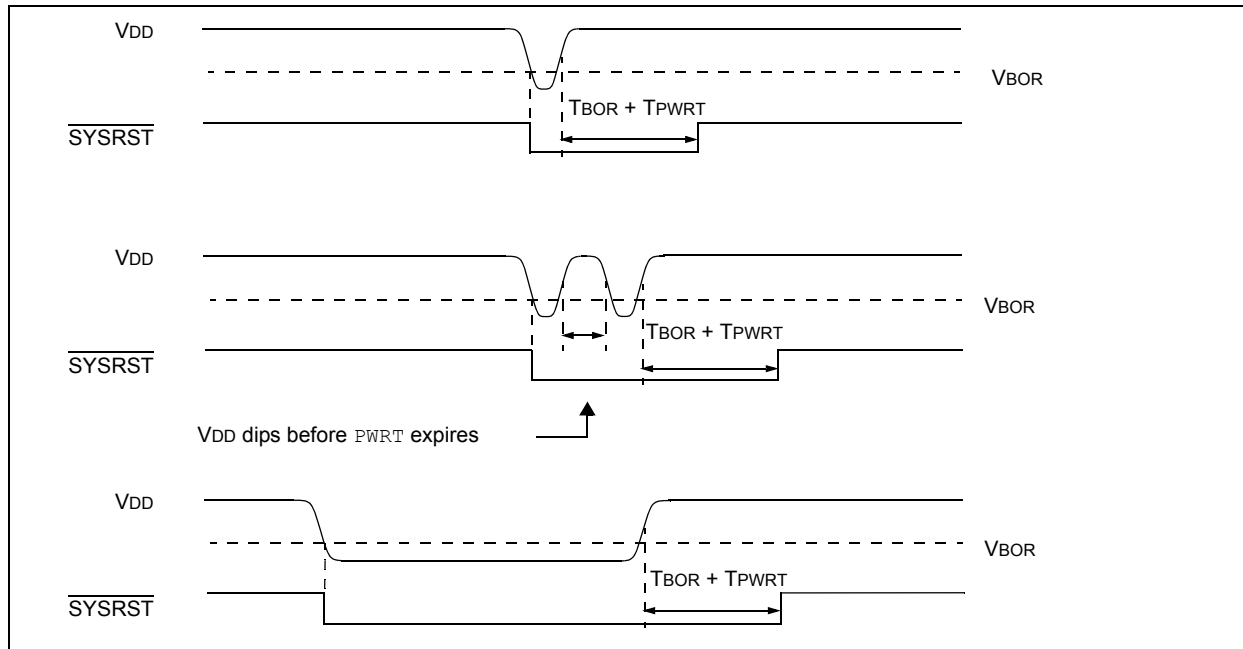 VDD
VBOR
TBOR + TPWRT
SYSRST
VDD
VBOR
TBOR + TPWRT
SYSRST
VDD dips before PWRT expires
VDD
VBOR
TBOR + TPWRT
SYSRST